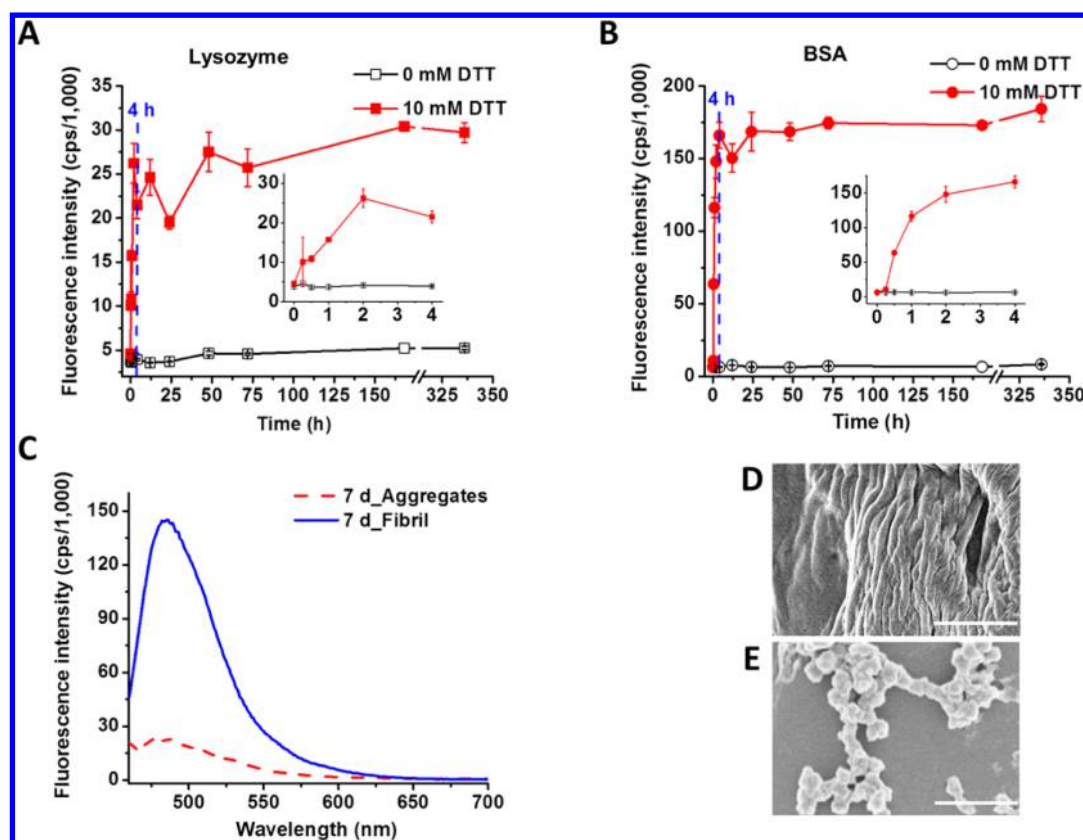 A
Lysozyme
0 mM DTT
10 mM DTT
4 h
Fluorescence intensity (cps/1,000)
35
30
25
20
15
10
5
30
20
10
0
0 1 2 3 4
0 25 50 75 100 125 150 325 350
Time (h)
B
BSA
0 mM DTT
10 mM DTT
4 h
Fluorescence intensity (cps/1,000)
200
175
150
125
100
75
50
25
0
150
100
50
0
0 1 2 3 4
0 25 50 75 100 125 150 325 350
Time (h)
C
7 d_Aggregates
7 d_Fibril
Fluorescence intensity (cps/1,000)
150
120
90
60
30
0
500 550 600 650 700
Wavelength (nm)
D
E